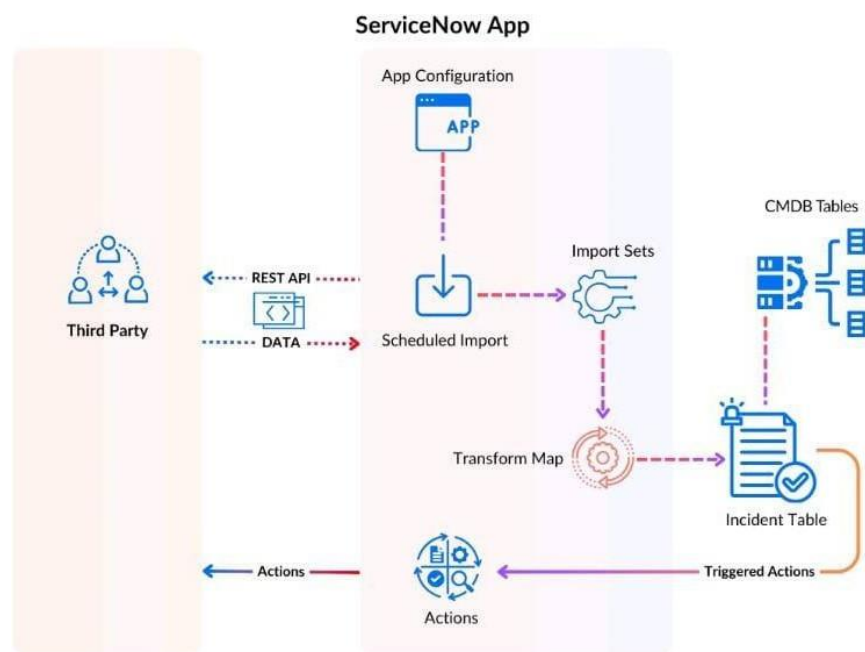 ServiceNow App
App Configuration
APP
CMDB Tables
Import Sets
REST API
Third Party
DATA
Scheduled Import
Transform Map
Incident Table
Actions
Triggered Actions
Actions